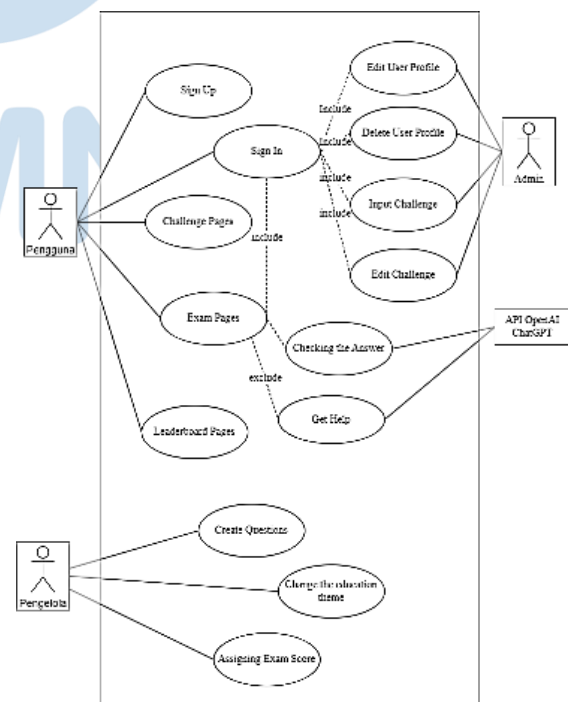 Edit User Profile
Sign Up
Include
Delete User Profile
Include
Sign In
Admin
include
Input Challenge
include
Challenge Pages
include
Pengguna
Edit Challenge
Exam Pages
API OpenAI
ChatGPT
Checking the Answer
exclude
Get Help
Leaderboard Pages
Create Questions
Change the education
theme
Pengelola
Assigning Exam Score